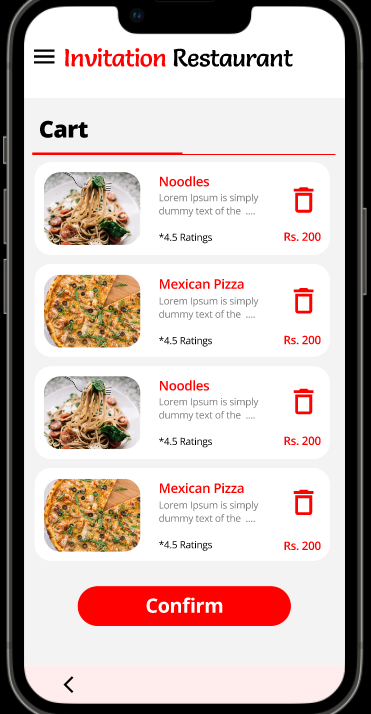 Invitation Restaurant
Cart
Noodles
Lorem Ipsum is simply
dummy text of the ....
*4.5 Ratings
Rs. 200
Mexican Pizza
Lorem Ipsum is simply
dummy text of the ....
*4.5 Ratings
Rs. 200
Noodles
Lorem Ipsum is simply
dummy text of the ....
*4.5 Ratings
Rs. 200
Mexican Pizza
Lorem Ipsum is simply
dummy text of the ....
*4.5 Ratings
Rs. 200
Confirm